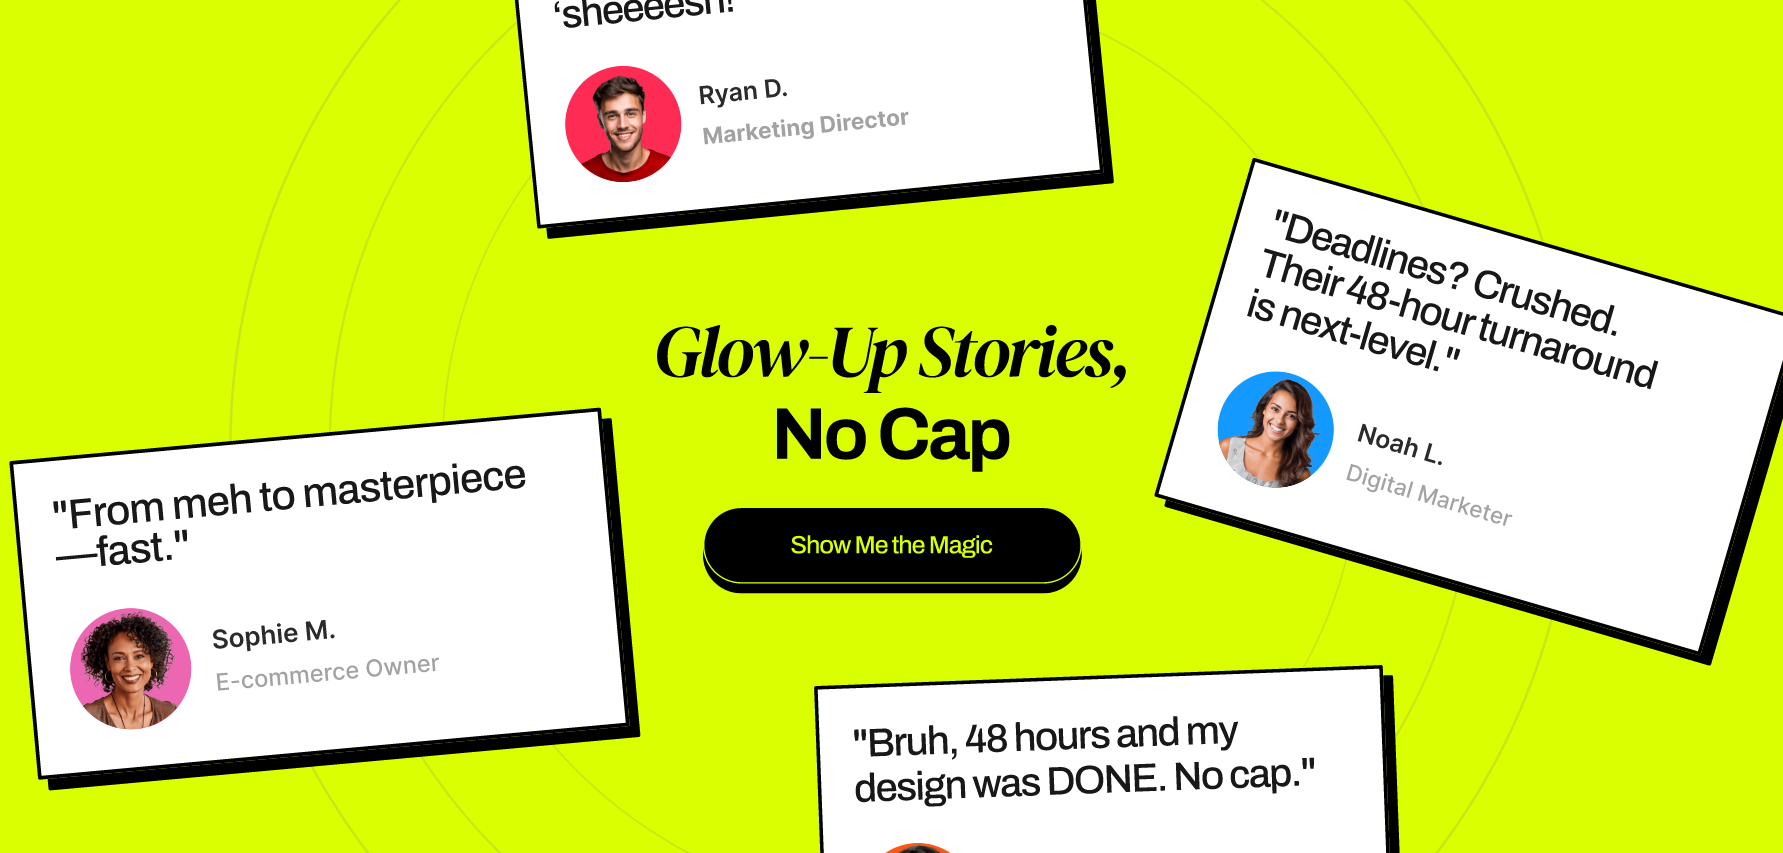 ‘sheeeesh!
Ryan D.
Marketing Director
"Deadlines? Crushed.
Their 48-hour turnaround
is next-level."
Noah L.
Digital Marketer
Glow-Up Stories,
No Cap
Show Me the Magic
"From meh to masterpiece
—fast."
Sophie M.
E-commerce Owner
"Bruh, 48 hours and my
design was DONE. No cap."